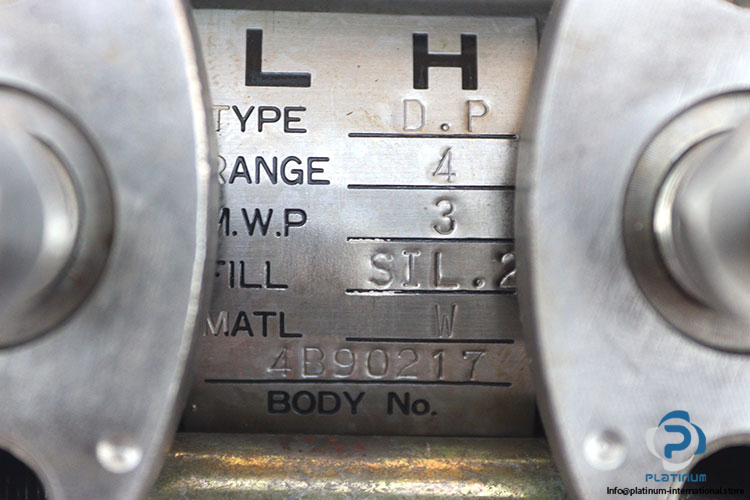 L H
TYPE D.P
RANGE 4
M.W.P 3
FILL SIL.2
MATL W
4B90217
BODY No.
PLATINUM
Info@platinum-international.store